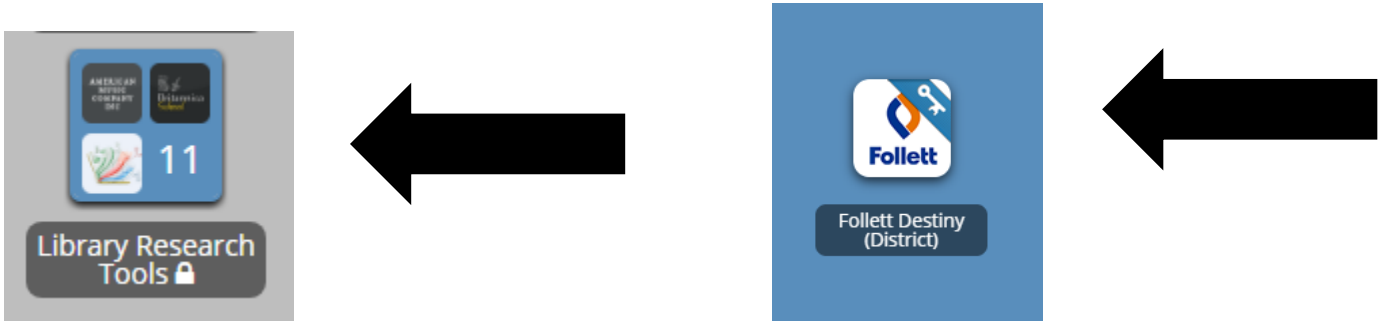 AMERICAN
MUSIC
COMPANY
INC
Britannica
School
11
Library Research
Tools
Follett
Follett Destiny
(District)